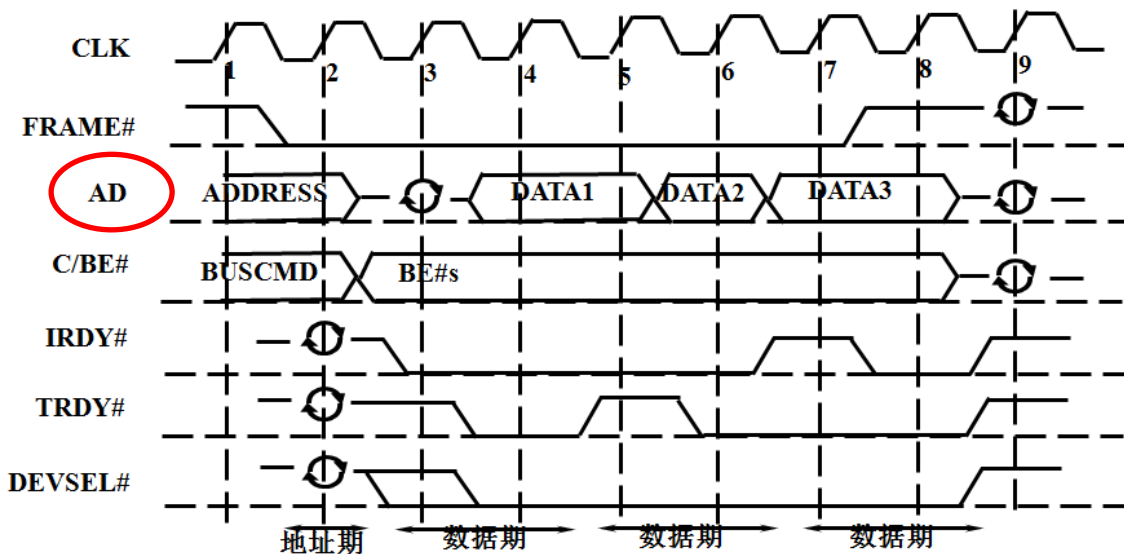 CLK
1 2 3 4 5 6 7 8 9
FRAME#
AD ADDRESS DATA1 DATA2 DATA3
C/BE# BUSCMD BE#s
IRDY#
TRDY#
DEVSEL#
地址期 数据期 数据期 数据期